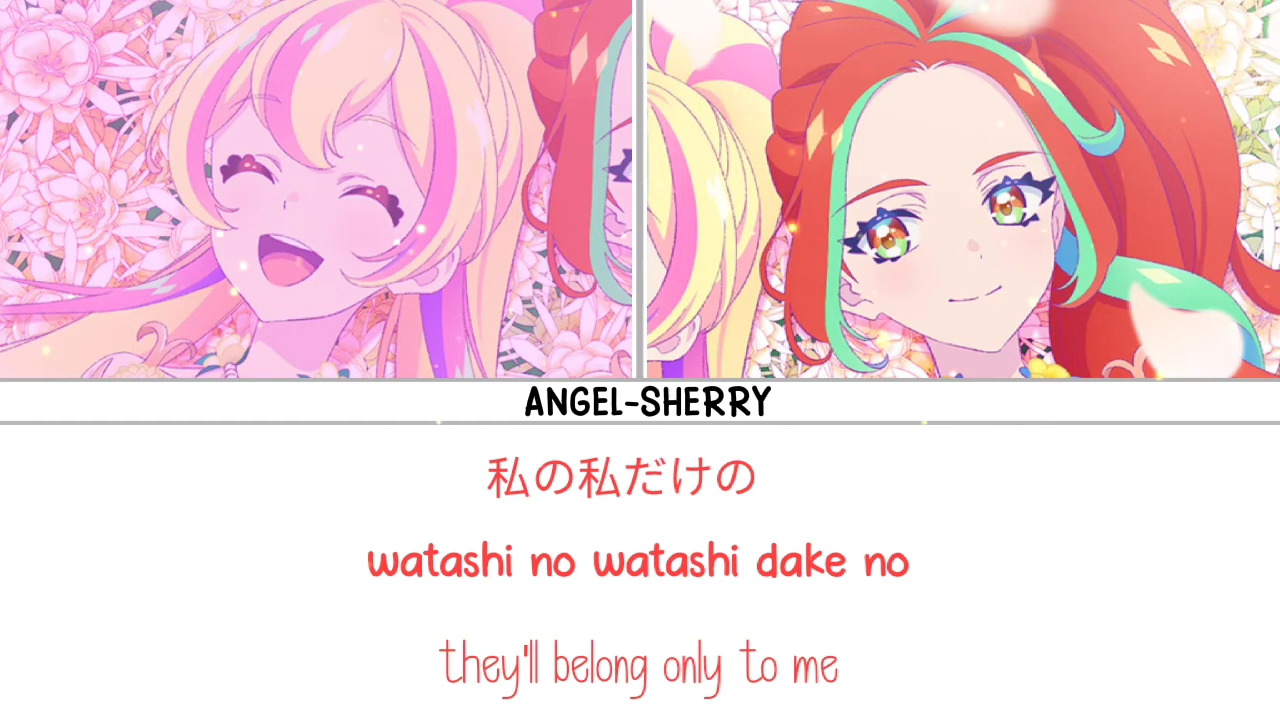 ANGEL-SHERRY
私の私だけの
watashi no watashi dake no
they'll belong only to me